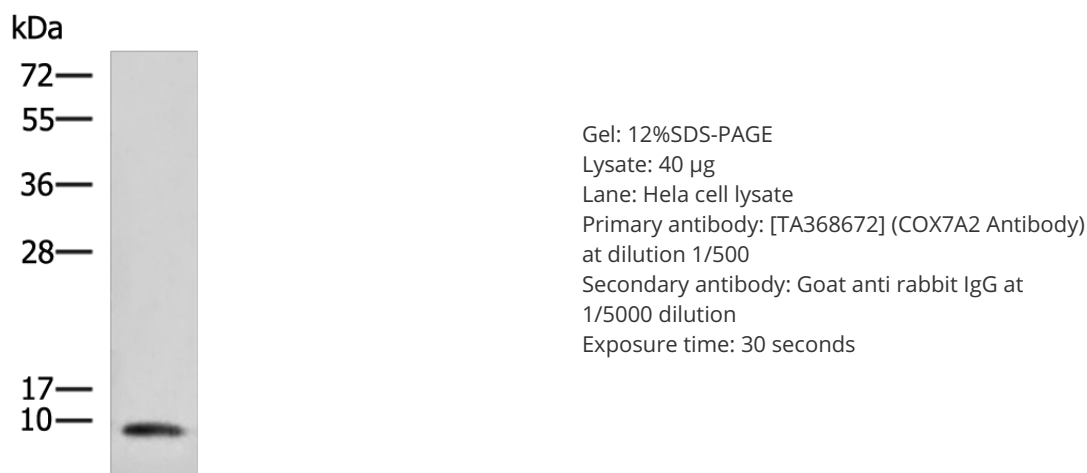 kDa
72
55
36
28
17
10
Gel: 12%SDS-PAGE
Lysate: 40 µg
Lane: Hela cell lysate
Primary antibody: [TA368672] (COX7A2 Antibody)
at dilution 1/500
Secondary antibody: Goat anti rabbit IgG at
1/5000 dilution
Exposure time: 30 seconds